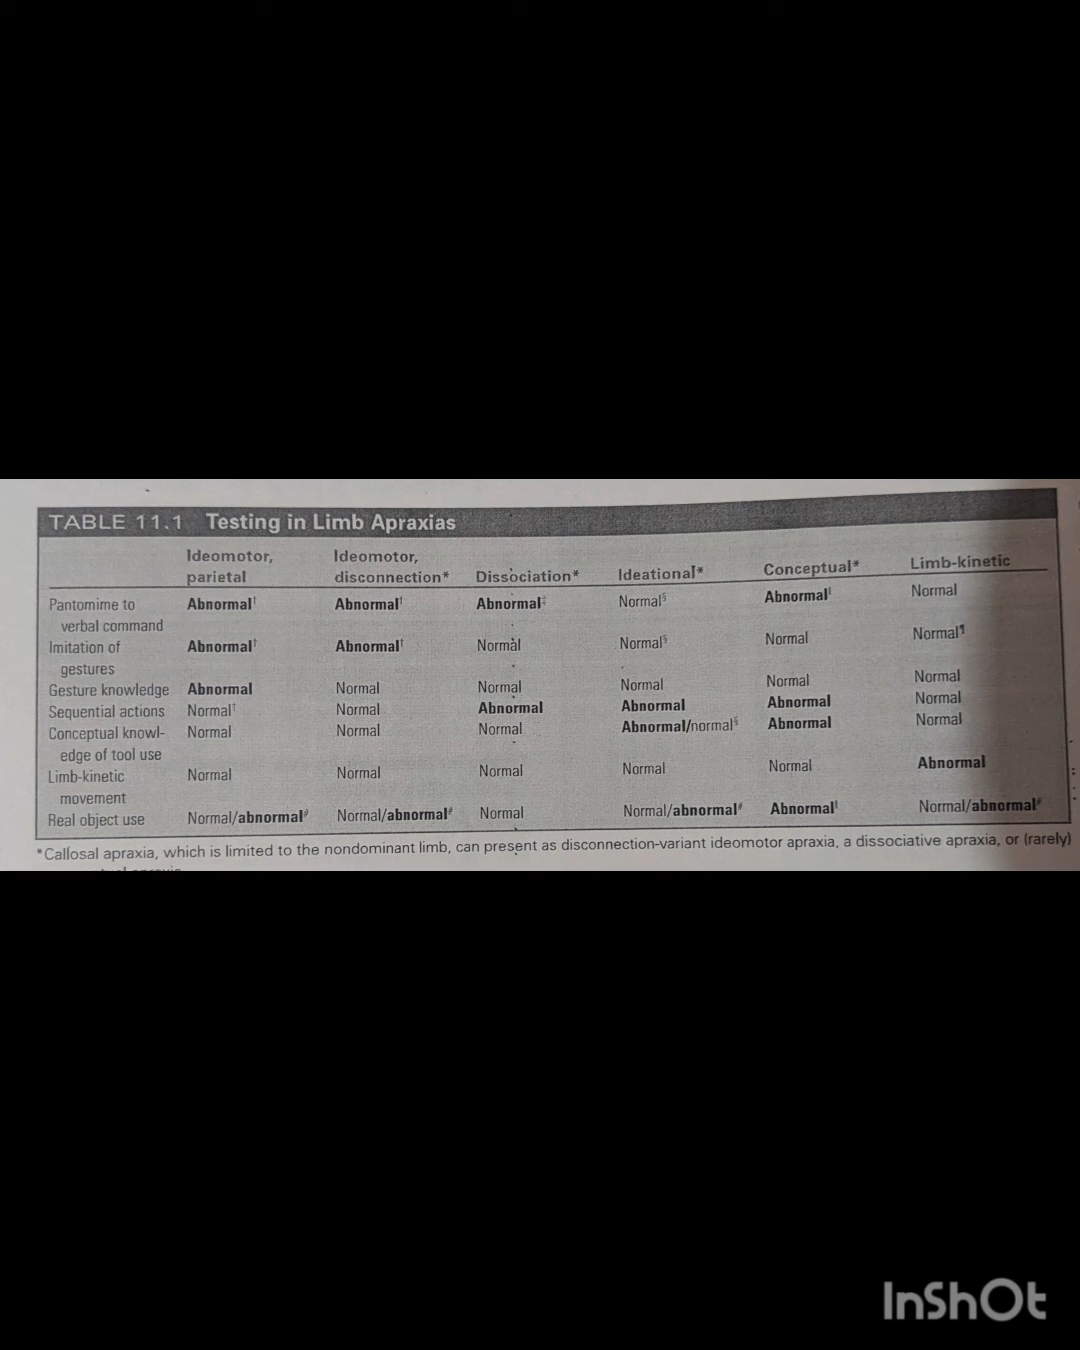 TABLE 11.1 Testing in Limb Apraxias
Ideomotor, Ideomotor,
parietal disconnection* Dissociation* Ideational* Conceptual* Limb-kinetic
Pantomime to Abnormal† Abnormal† Abnormal‡ Normal§ Abnormal‖ Normal
verbal command
Imitation of Abnormal† Abnormal† Normal Normal§ Normal Normal¶
gestures
Gesture knowledge Abnormal Normal Normal Normal Normal Normal
Sequential actions Normal† Normal Abnormal Abnormal Abnormal Normal
Conceptual knowl- Normal Normal Normal Abnormal/normal§ Abnormal Normal
edge of tool use
Limb-kinetic Normal Normal Normal Normal Normal Abnormal
movement
Real object use Normal/abnormal# Normal/abnormal# Normal Normal/abnormal# Abnormal‖ Normal/abnormal#
*Callosal apraxia, which is limited to the nondominant limb, can present as disconnection-variant ideomotor apraxia, a dissociative apraxia, or (rarely)
InShOt